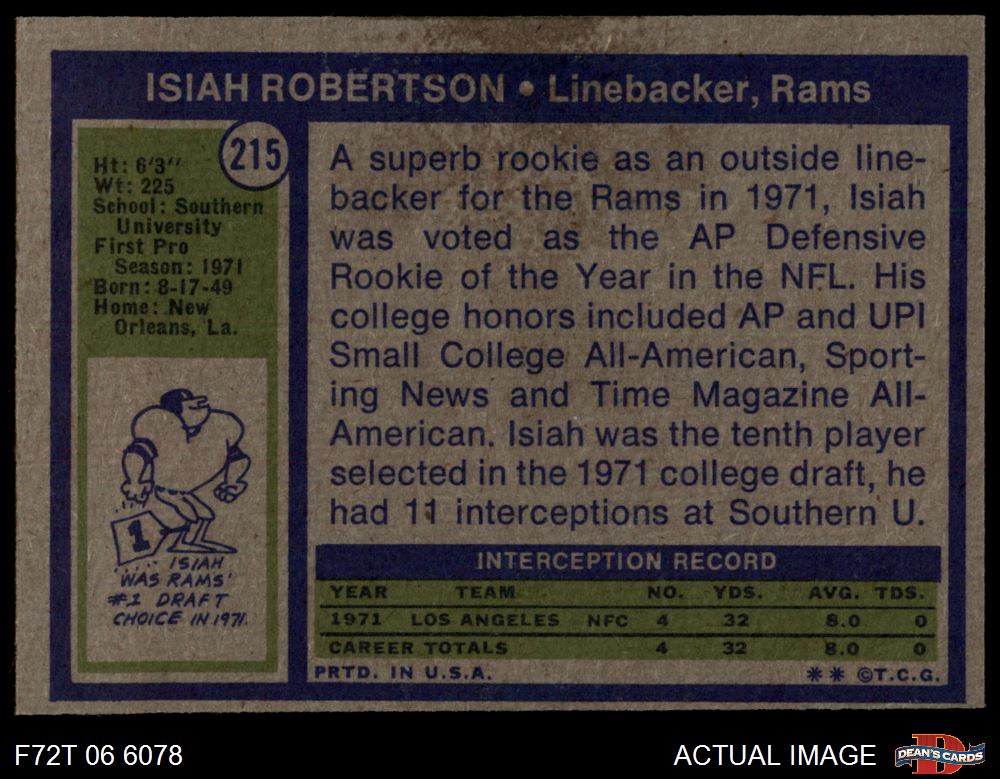 ISIAH ROBERTSON • Linebacker, Rams
215
Ht: 6'3''
Wt: 225
School: Southern
University
First Pro
Season: 1971
Born: 8-17-49
Home: New
Orleans, La.
1
ISIAH
WAS RAMS'
#1 DRAFT
CHOICE IN 1971.
A superb rookie as an outside line-
backer for the Rams in 1971, Isiah
was voted as the AP Defensive
Rookie of the Year in the NFL. His
college honors included AP and UPI
Small College All-American, Sport-
ing News and Time Magazine All-
American. Isiah was the tenth player
selected in the 1971 college draft, he
had 11 interceptions at Southern U.
INTERCEPTION RECORD
YEAR TEAM NO. YDS. AVG. TDS.
1971 LOS ANGELES NFC 4 32 8.0 0
CAREER TOTALS 4 32 8.0 0
PRTD. IN U.S.A. ** ©T.C.G.
F72T 06 6078 ACTUAL IMAGE
D
DEAN'S CARDS